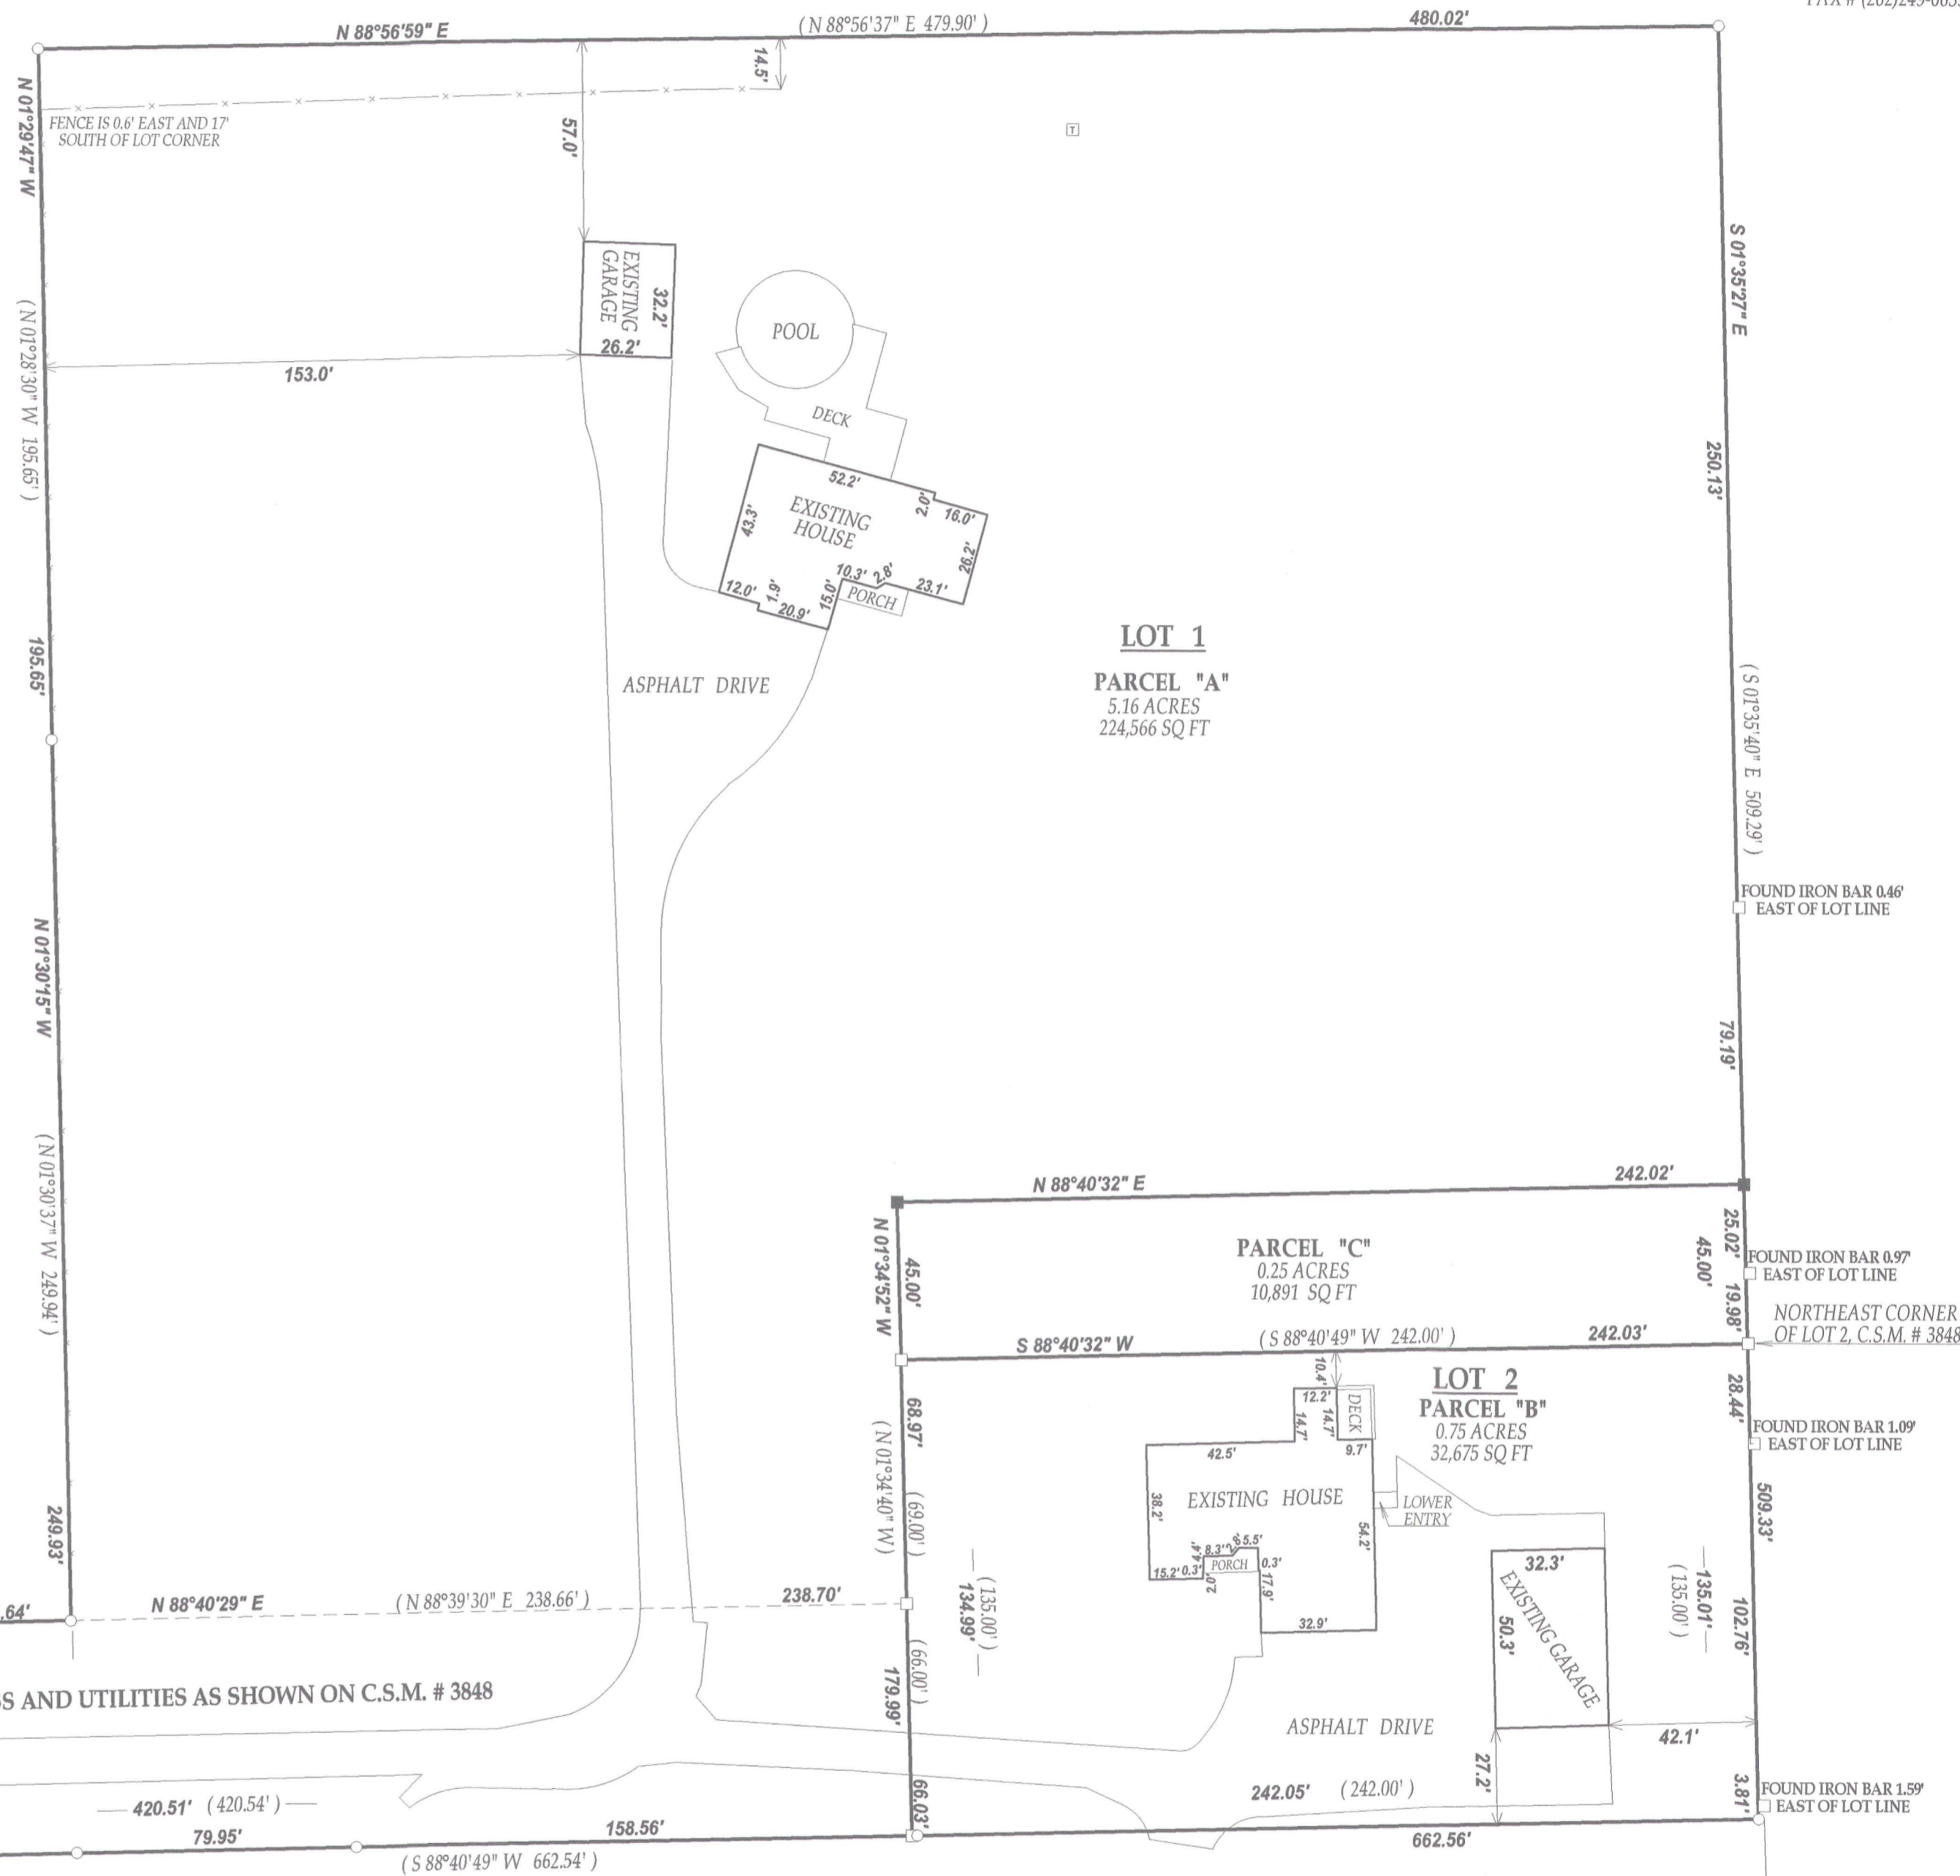 N 88°56'59" E
( N 88°56'37" E 479.90' )
480.02'
14.5'
57.0'
FENCE IS 0.6' EAST AND 17'
SOUTH OF LOT CORNER
N 01°29'47" W
( N 01°28'30" W 195.65' )
195.65'
T
EXISTING
GARAGE
32.2'
26.2'
153.0'
POOL
DECK
52.2'
2.0'
16.0'
26.2'
EXISTING
HOUSE
43.3'
12.0'
1.9'
20.9'
15.0'
10.3'
2.8'
23.1'
PORCH
ASPHALT DRIVE
LOT 1
PARCEL "A"
5.16 ACRES
224,566 SQ FT
S 01°35'27" E
250.13'
( S 01°35'40" E 509.29' )
FOUND IRON BAR 0.46'
EAST OF LOT LINE
79.19'
N 01°30'15" W
( N 01°30'37" W 249.94' )
249.93'
N 88°40'32" E
242.02'
N 01°34'52" W
45.00'
PARCEL "C"
0.25 ACRES
10,891 SQ FT
25.02'
45.00'
19.98'
FOUND IRON BAR 0.97'
EAST OF LOT LINE
NORTHEAST CORNER
OF LOT 2, C.S.M. # 3848
S 88°40'32" W
( S 88°40'49" W 242.00' )
242.03'
LOT 2
PARCEL "B"
0.75 ACRES
32,675 SQ FT
28.44'
FOUND IRON BAR 1.09'
EAST OF LOT LINE
68.97'
( N 01°34'40" W )
( 69.00' )
10.4'
12.2'
14.7'
14.7'
DECK
9.7'
42.5'
38.2'
EXISTING HOUSE
54.2'
LOWER
ENTRY
8.3'
5.5'
4.4'
15.2'
0.3'
2.0'
PORCH
0.3'
17.9'
32.9'
32.3'
EXISTING GARAGE
50.3'
135.01'
( 135.00' )
102.76'
509.33'
( 135.00' )
134.99'
.64'
N 88°40'29" E
( N 88°39'30" E 238.66' )
238.70'
( 66.00' )
179.99'
66.03'
SS AND UTILITIES AS SHOWN ON C.S.M. # 3848
ASPHALT DRIVE
27.2'
42.1'
3.81'
FOUND IRON BAR 1.59'
EAST OF LOT LINE
242.05' ( 242.00' )
420.51' ( 420.54' )
79.95'
158.56'
662.56'
( S 88°40'49" W 662.54' )